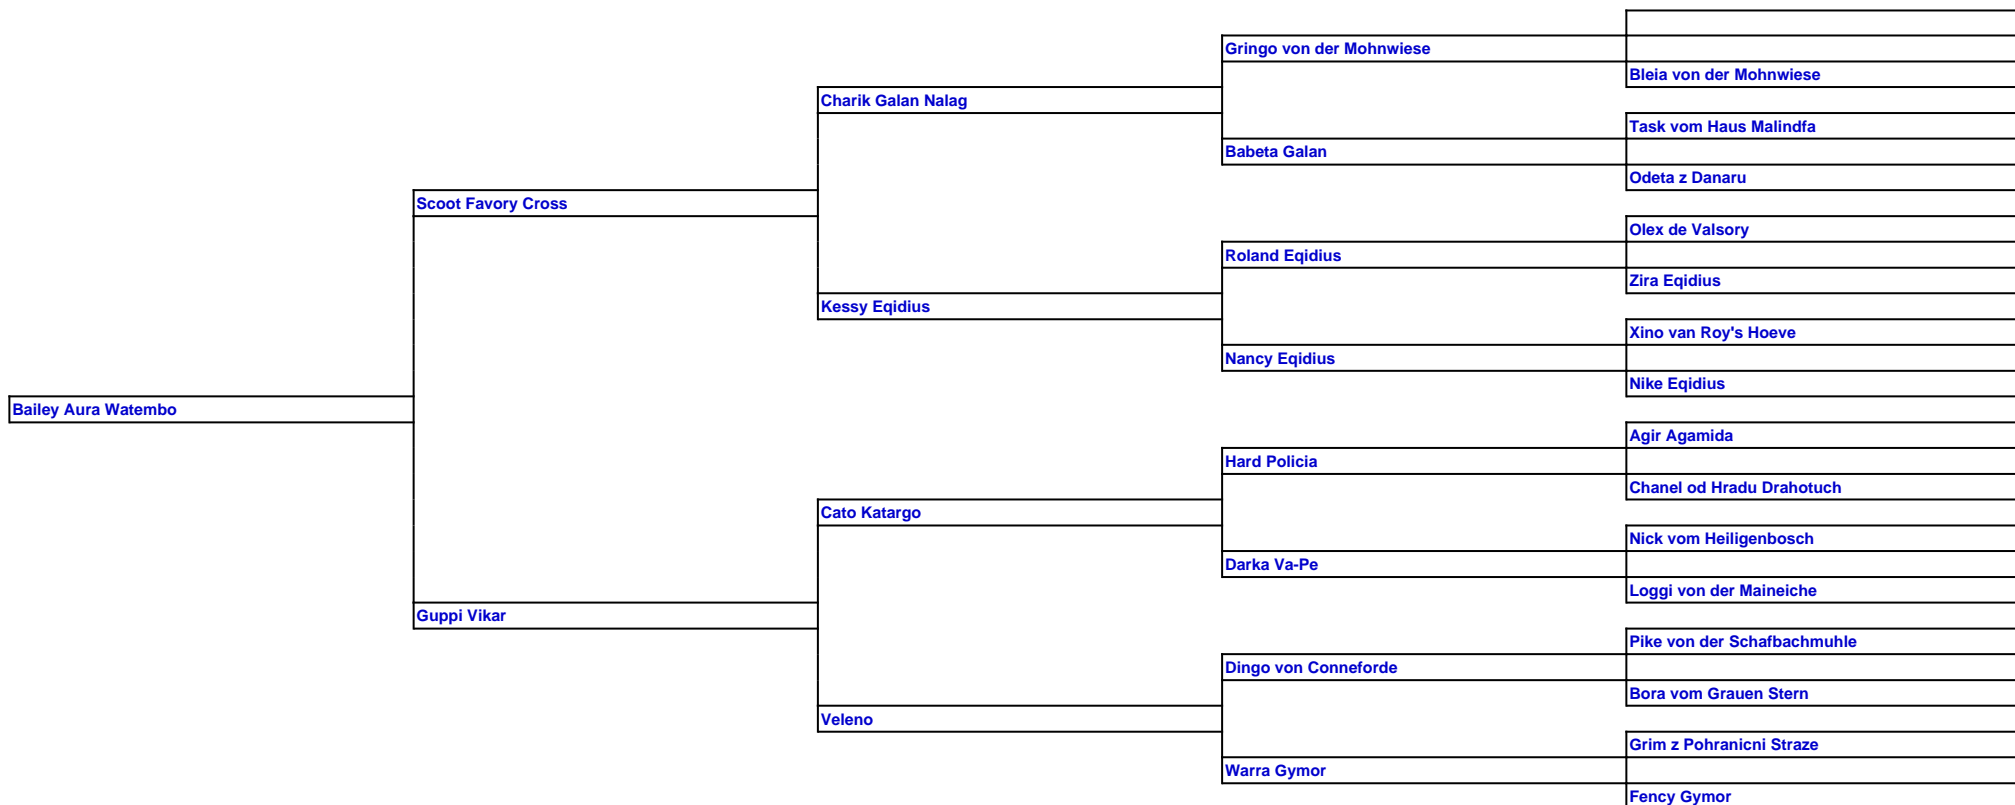 Gringo von der Mohnwiese
Bleia von der Mohnwiese
Charik Galan Nalag
Task vom Haus Malindfa
Babeta Galan
Odeta z Danaru
Scoot Favory Cross
Olex de Valsory
Roland Eqidius
Zira Eqidius
Kessy Eqidius
Xino van Roy's Hoeve
Nancy Eqidius
Nike Eqidius
Bailey Aura Watembo
Agir Agamida
Hard Policia
Chanel od Hradu Drahotuch
Cato Katargo
Nick vom Heiligenbosch
Darka Va-Pe
Loggi von der Maineiche
Guppi Vikar
Pike von der Schafbachmuhle
Dingo von Conneforde
Bora vom Grauen Stern
Veleno
Grim z Pohranicni Straze
Warra Gymor
Fency Gymor